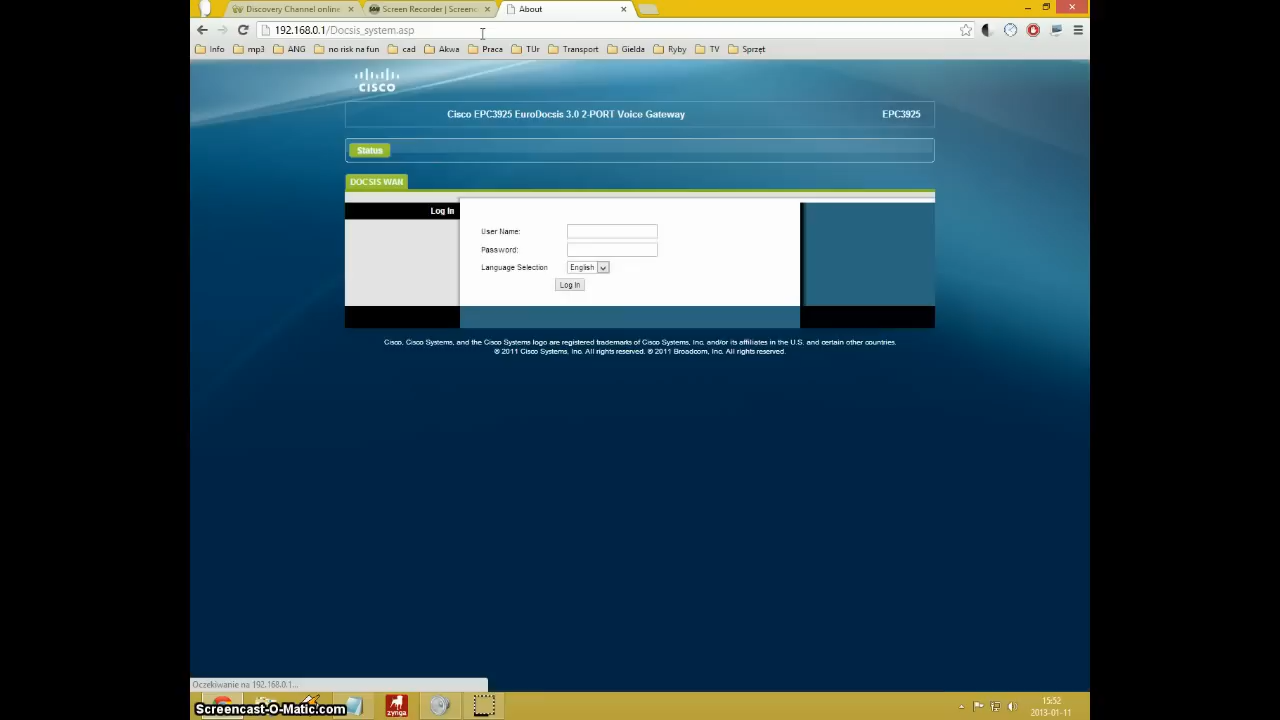 Discovery Channel online
Screen Recorder | Screenc
About
192.168.0.1/Docsis_system.asp
Info
mp3
ANG
no risk na fun
cad
Akwa
Praca
TUr
Transport
Gielda
Ryby
TV
Sprzęt
CISCO
Cisco EPC3925 EuroDocsis 3.0 2-PORT Voice Gateway
EPC3925
Status
DOCSIS WAN
Log In
User Name:
Password:
Language Selection
English
Log In
Cisco, Cisco Systems, and the Cisco Systems logo are registered trademarks of Cisco Systems, Inc. and/or its affiliates in the U.S. and certain other countries.
© 2011 Cisco Systems, Inc. All rights reserved. © 2011 Broadcom, Inc. All rights reserved.
Oczekiwanie na 192.168.0.1...
Screencast-O-Matic.com
zynga
15:52
2013-01-11